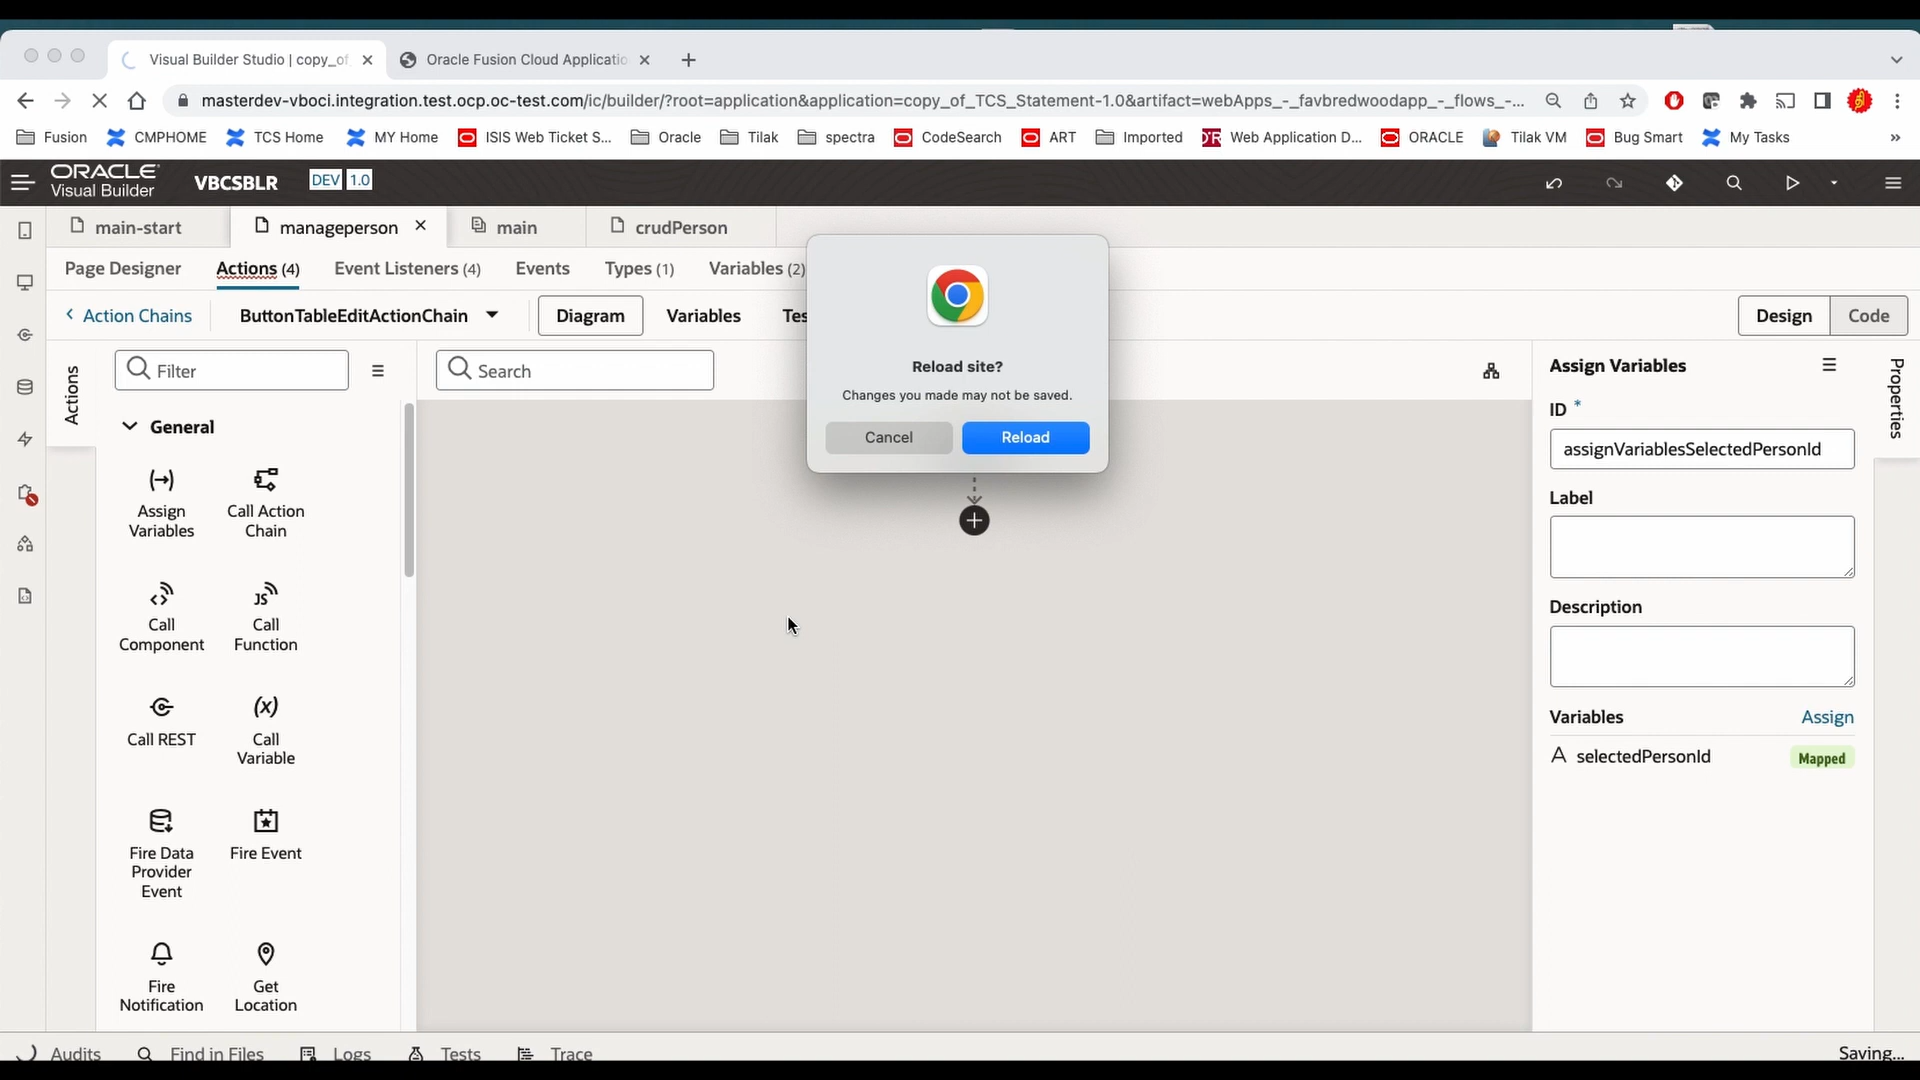 Visual Builder Studio | copy_of
Oracle Fusion Cloud Applicatio
masterdev-vboci.integration.test.ocp.oc-test.com/ic/builder/?root=application&application=copy_of_TCS_Statement-1.0&artifact=webApps_-_favbredwoodapp_-_flows_-...
Fusion CMPHOME TCS Home MY Home ISIS Web Ticket S... Oracle Tilak spectra CodeSearch ART Imported Web Application D... ORACLE Tilak VM Bug Smart My Tasks »
ORACLE
Visual Builder
VBCSBLR
DEV 1.0
main-start manageperson main crudPerson
Page Designer Actions (4) Event Listeners (4) Events Types (1) Variables (2)
Action Chains ButtonTableEditActionChain Diagram Variables Tes
Design Code
Actions
Filter
Search
General
Assign
Variables
Call Action
Chain
Call
Component
Call
Function
Call REST
Call
Variable
Fire Data
Provider
Event
Fire Event
Fire
Notification
Get
Location
Reload site?
Changes you made may not be saved.
Cancel Reload
Assign Variables
ID *
assignVariablesSelectedPersonId
Label
Description
Variables Assign
A selectedPersonId Mapped
Properties
Audits Find in Files Logs Tests Trace
Saving...